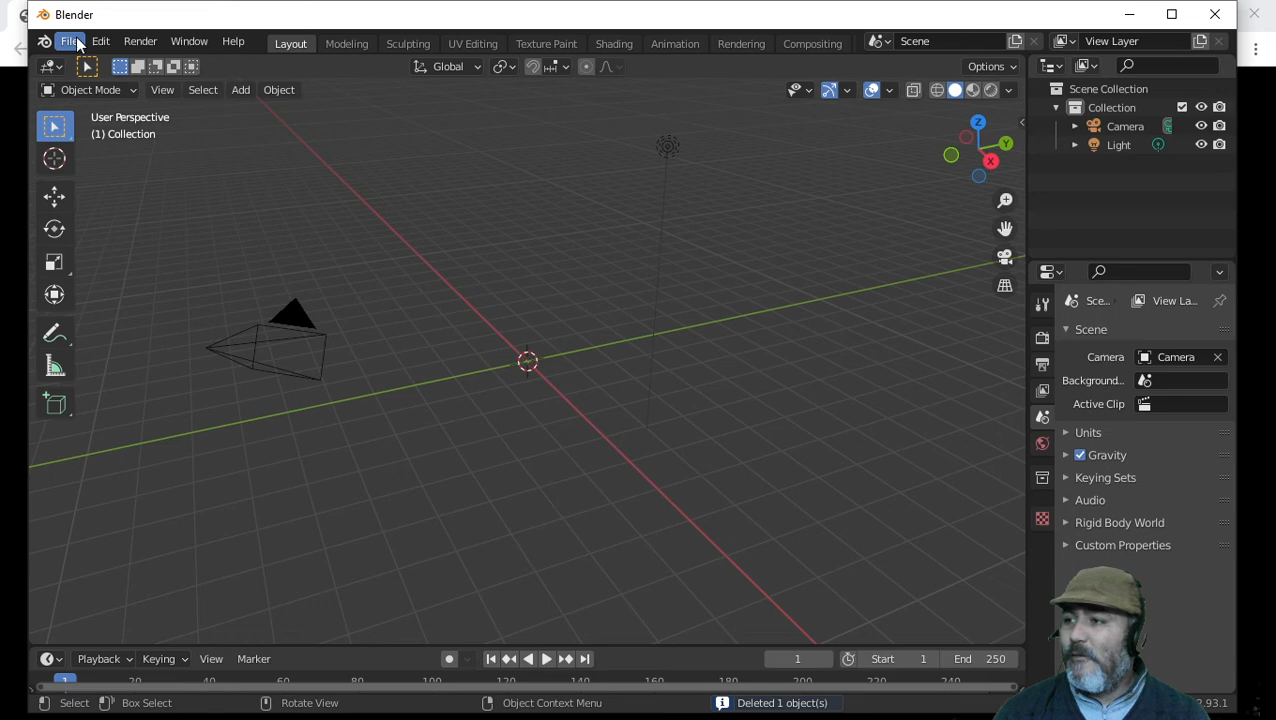 Blender
File Edit Render Window Help Layout Modeling Sculpting UV Editing Texture Paint Shading Animation Rendering Compositing Scene View Layer
Global Options
Object Mode View Select Add Object
User Perspective
(1) Collection
Z
Y
X
Scene Collection
Collection
Camera
Light
Sce... View La...
Scene
Camera Camera
Background...
Active Clip
Units
Gravity
Keying Sets
Audio
Rigid Body World
Custom Properties
Playback Keying View Marker 1 Start 1 End 250
1 20 40 60 80 100 120 140 160 180 200 220 240
Select Box Select Rotate View Object Context Menu Deleted 1 object(s) 2.93.1